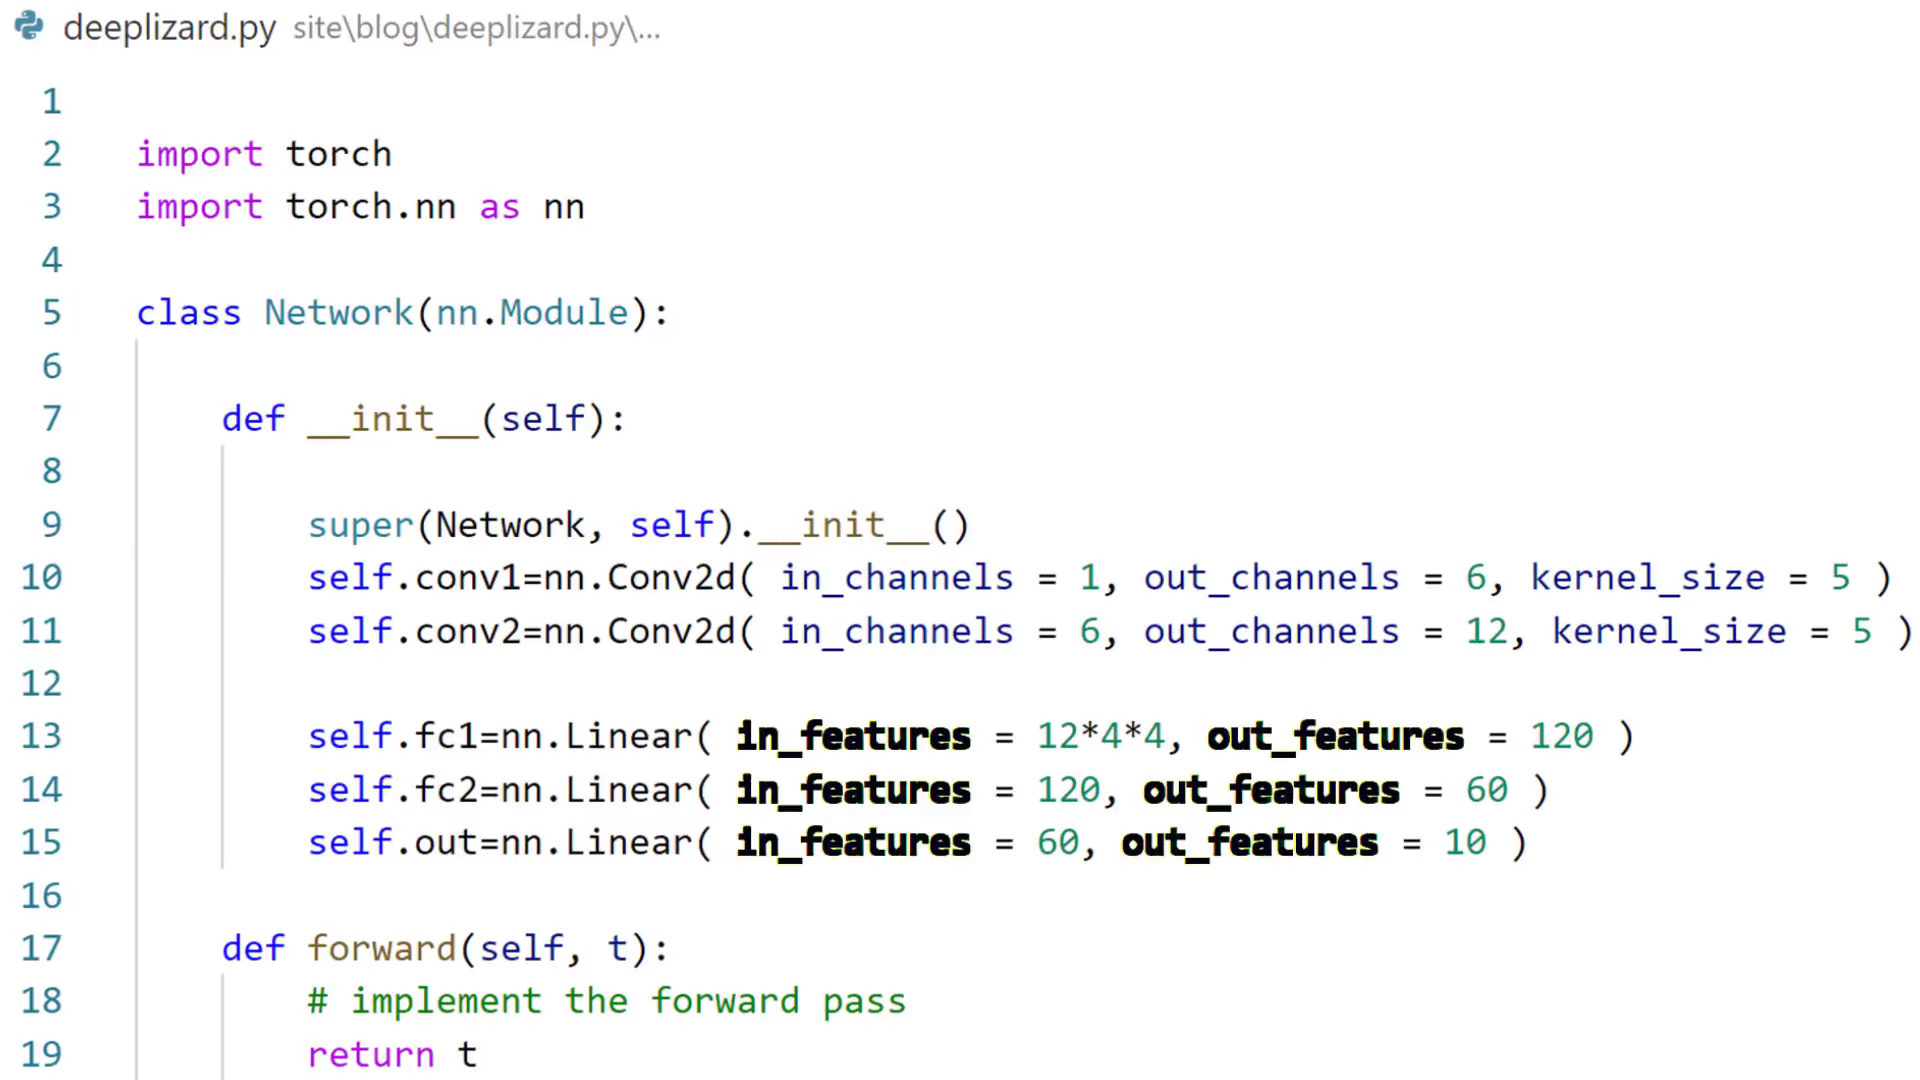 deeplizard.py site\blog\deeplizard.py\...
1
2 import torch
3 import torch.nn as nn
4
5 class Network(nn.Module):
6
7 def __init__(self):
8
9 super(Network, self).__init__()
10 self.conv1=nn.Conv2d( in_channels = 1, out_channels = 6, kernel_size = 5 )
11 self.conv2=nn.Conv2d( in_channels = 6, out_channels = 12, kernel_size = 5 )
12
13 self.fc1=nn.Linear( in_features = 12*4*4, out_features = 120 )
14 self.fc2=nn.Linear( in_features = 120, out_features = 60 )
15 self.out=nn.Linear( in_features = 60, out_features = 10 )
16
17 def forward(self, t):
18 # implement the forward pass
19 return t